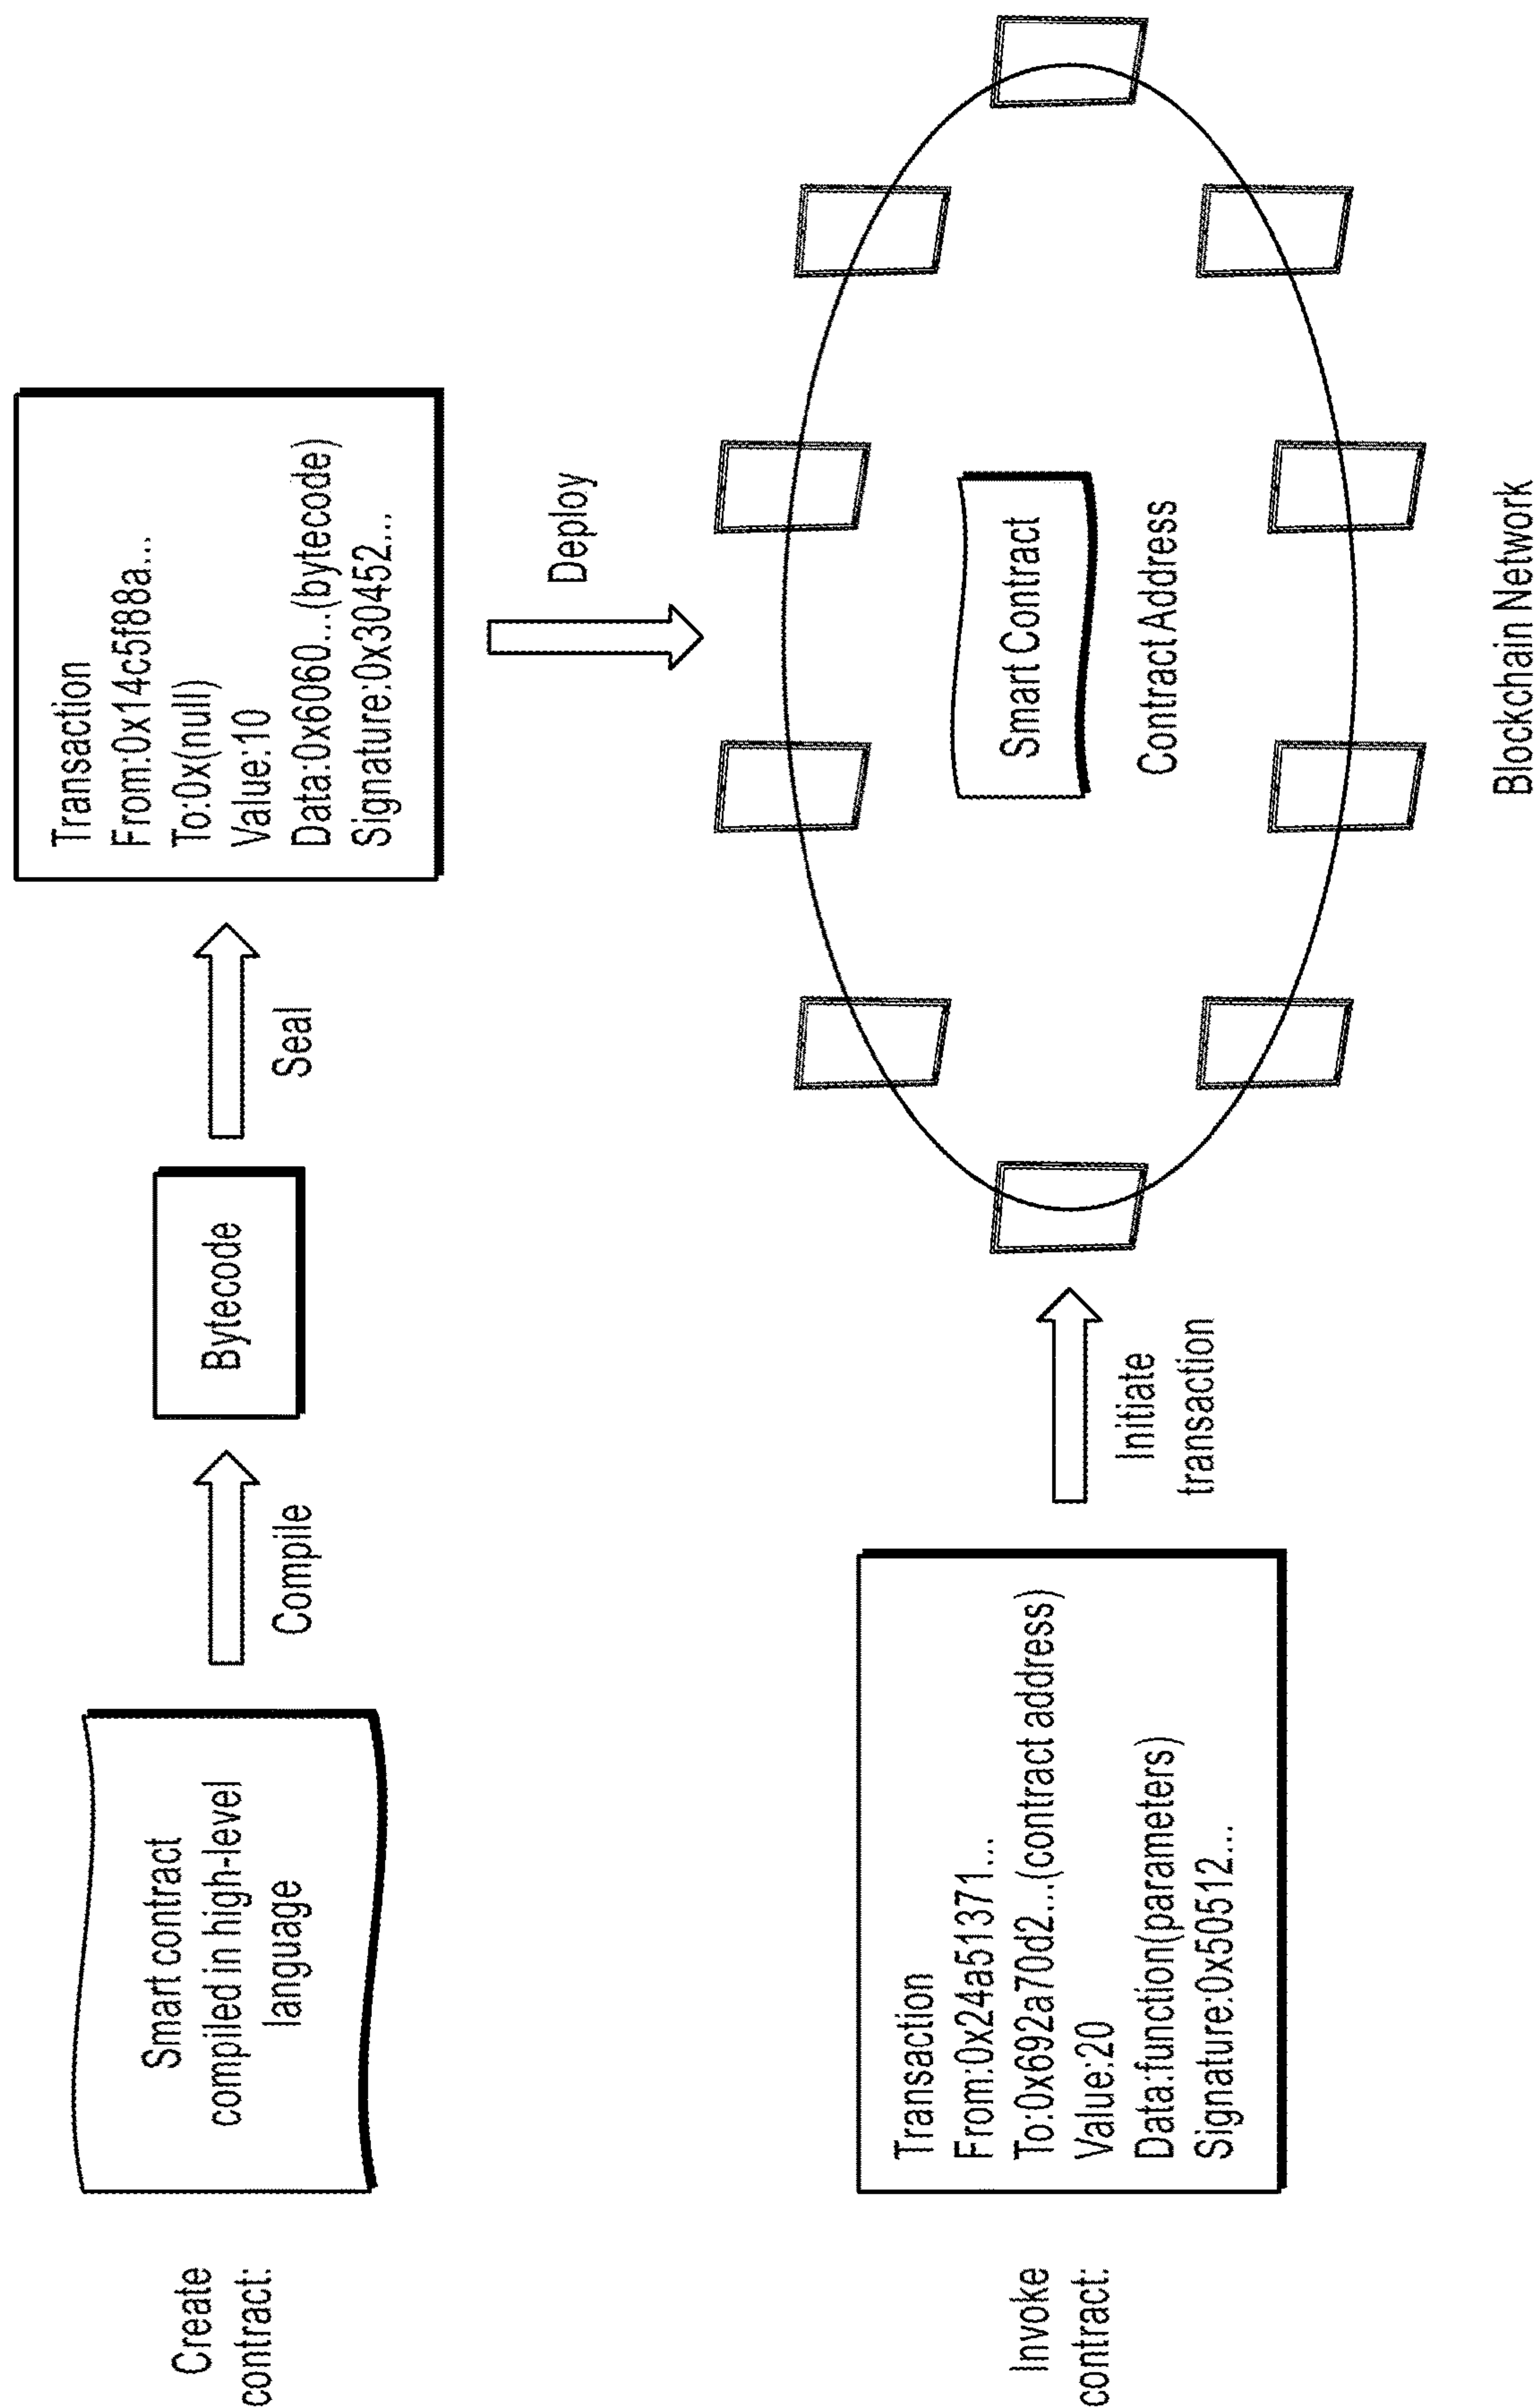 Create
contract:
Smart contract
compiled in high-level
language
Compile
Bytecode
Seal
Transaction
From:0x14c5f88a...
To:0x(null)
Value:10
Data:0x6060...(bytecode)
Signature:0x30452...
Deploy
Invoke
contract:
Transaction
From:0x24a51371...
To:0x692a70d2...(contract address)
Value:20
Data:function(parameters)
Signature:0x50512...
Initiate
transaction
Smart Contract
Contract Address
Blockchain Network